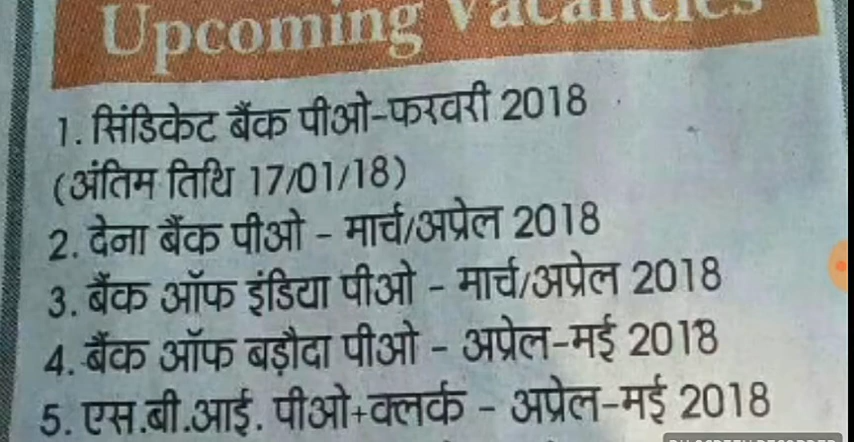 Upcoming Vacancies
1. सिंडिकेट बैंक पीओ-फरवरी 2018
(अंतिम तिथि 17/01/18)
2. देना बैंक पीओ - मार्च/अप्रेल 2018
3. बैंक ऑफ इंडिया पीओ - मार्च/अप्रेल 2018
4. बैंक ऑफ बड़ौदा पीओ - अप्रेल-मई 2018
5. एस.बी.आई. पीओ+क्लर्क - अप्रेल-मई 2018